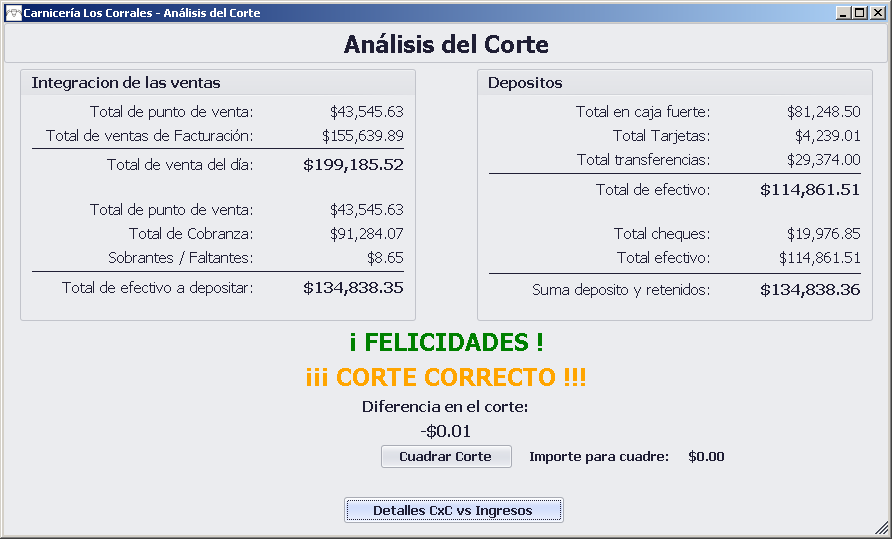 Carnicería Los Corrales - Análisis del Corte
Análisis del Corte
Integracion de las ventas
Total de punto de venta: $43,545.63
Total de ventas de Facturación: $155,639.89
Total de venta del día: $199,185.52
Total de punto de venta: $43,545.63
Total de Cobranza: $91,284.07
Sobrantes / Faltantes: $8.65
Total de efectivo a depositar: $134,838.35
Depositos
Total en caja fuerte: $81,248.50
Total Tarjetas: $4,239.01
Total transferencias: $29,374.00
Total de efectivo: $114,861.51
Total cheques: $19,976.85
Total efectivo: $114,861.51
Suma deposito y retenidos: $134,838.36
¡ FELICIDADES !
¡¡¡ CORTE CORRECTO !!!
Diferencia en el corte:
-$0.01
Cuadrar Corte Importe para cuadre: $0.00
Detalles CxC vs Ingresos